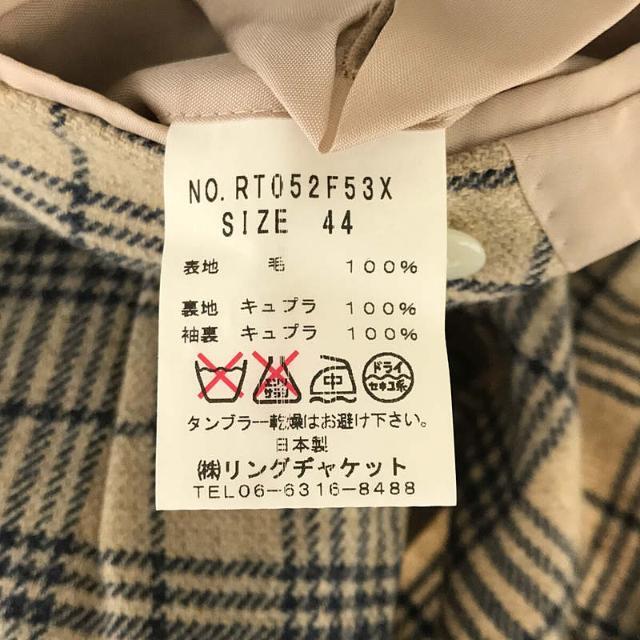 NO. RT052F53X
SIZE 44
表地 毛 100%
裏地 キュプラ 100%
袖裏 キュプラ 100%
中 ドライ セキユ系
タンブラー乾燥はお避け下さい。
日本製
㈱リングヂャケット
TEL06-6316-8488